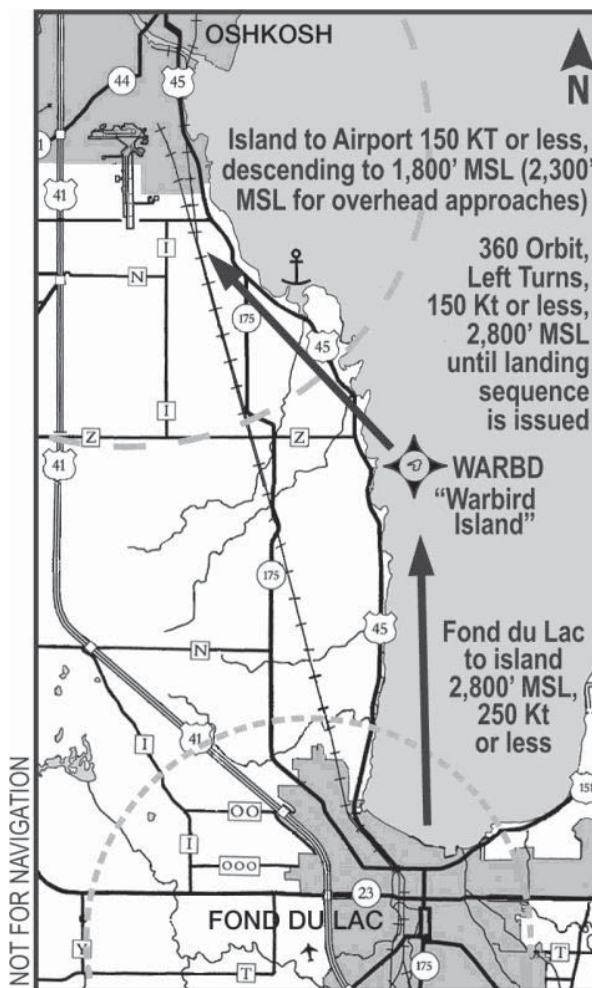 OSHKOSH
44
45
N
Island to Airport 150 KT or less,
descending to 1,800' MSL (2,300'
MSL for overhead approaches)
1
41
I
N
360 Orbit,
Left Turns,
150 Kt or less,
2,800' MSL
until landing
sequence
is issued
175
45
I
Z
Z
41
WARBD
"Warbird
Island"
175
45
N
Fond du Lac
to island
2,800' MSL,
250 Kt
or less
41
I
151
OO
I
OOO
23
FOND DU LAC
Y
T
T
175
NOT FOR NAVIGATION